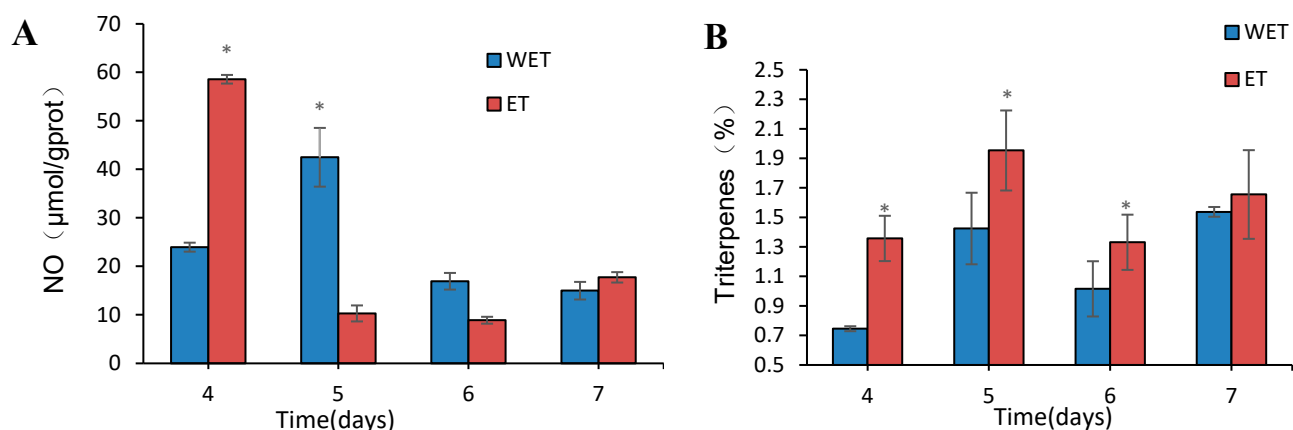 A
NO（μmol/gprot）
70
60
50
40
30
20
10
0
*
*
WET
ET
4 5 6 7
Time(days)
B
Triterpenes（%）
2.5
2.3
2.1
1.9
1.7
1.5
1.3
1.1
0.9
0.7
0.5
*
*
*
WET
ET
4 5 6 7
Time(days)